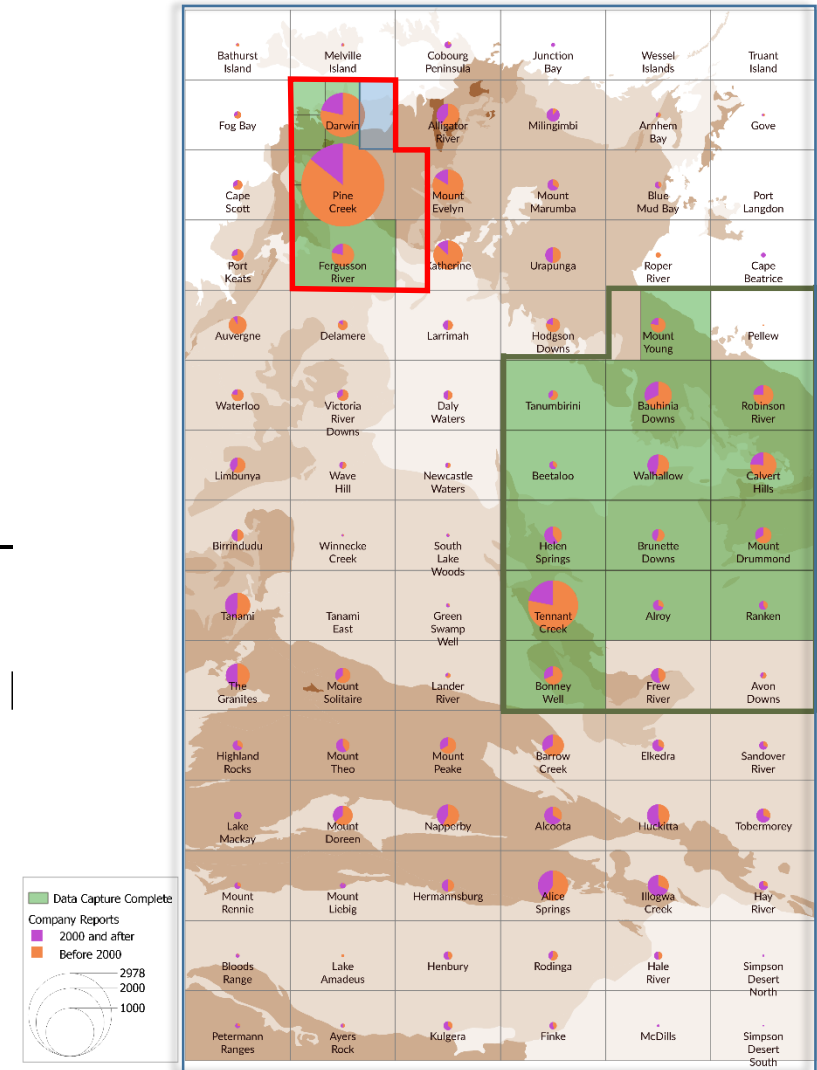 Bathurst
Island
Melville
Island
Cobourg
Peninsula
Junction
Bay
Wessel
Islands
Truant
Island
Fog Bay
Darwin
Alligator
River
Milingimbi
Arnhem
Bay
Gove
Cape
Scott
Pine
Creek
Mount
Evelyn
Mount
Marumba
Blue
Mud Bay
Port
Langdon
Port
Keats
Fergusson
River
Katherine
Urapunga
Roper
River
Cape
Beatrice
Auvergne
Delamere
Larrimah
Hodgson
Downs
Mount
Young
Pellew
Waterloo
Victoria
River
Downs
Daly
Waters
Tanumbirini
Bauhinia
Downs
Robinson
River
Limbunya
Wave
Hill
Newcastle
Waters
Beetaloo
Walhallow
Calvert
Hills
Birrindudu
Winnecke
Creek
South
Lake
Woods
Helen
Springs
Brunette
Downs
Mount
Drummond
Tanami
Tanami
East
Green
Swamp
Well
Tennant
Creek
Alroy
Ranken
The
Granites
Mount
Solitaire
Lander
River
Bonney
Well
Frew
River
Avon
Downs
Highland
Rocks
Mount
Theo
Mount
Peake
Barrow
Creek
Elkedra
Sandover
River
Lake
Mackay
Mount
Doreen
Napperby
Alcoota
Huckitta
Tobermorey
Mount
Rennie
Mount
Liebig
Hermannsburg
Alice
Springs
Illogwa
Creek
Hay
River
Bloods
Range
Lake
Amadeus
Henbury
Rodinga
Hale
River
Simpson
Desert
North
Petermann
Ranges
Ayers
Rock
Kulgera
Finke
McDills
Simpson
Desert
South
Data Capture Complete
Company Reports
2000 and after
Before 2000
2978
2000
1000